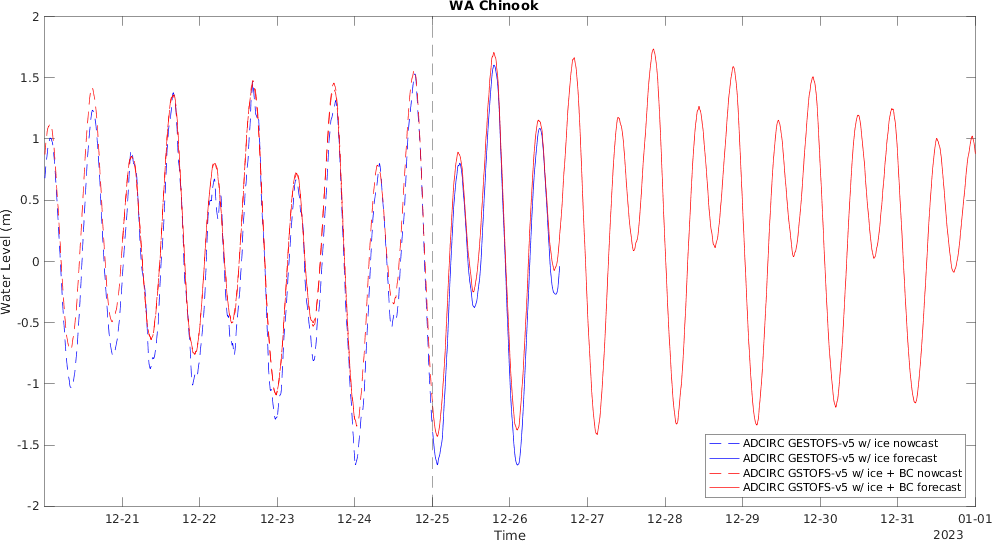 WA Chinook
2
1.5
1
0.5
0
-0.5
-1
-1.5
-2
Water Level (m)
12-21 12-22 12-23 12-24 12-25 12-26 12-27 12-28 12-29 12-30 12-31 01-01
Time
2023
ADCIRC GESTOFS-v5 w/ ice nowcast
ADCIRC GESTOFS-v5 w/ ice forecast
ADCIRC GSTOFS-v5 w/ ice + BC nowcast
ADCIRC GSTOFS-v5 w/ ice + BC forecast